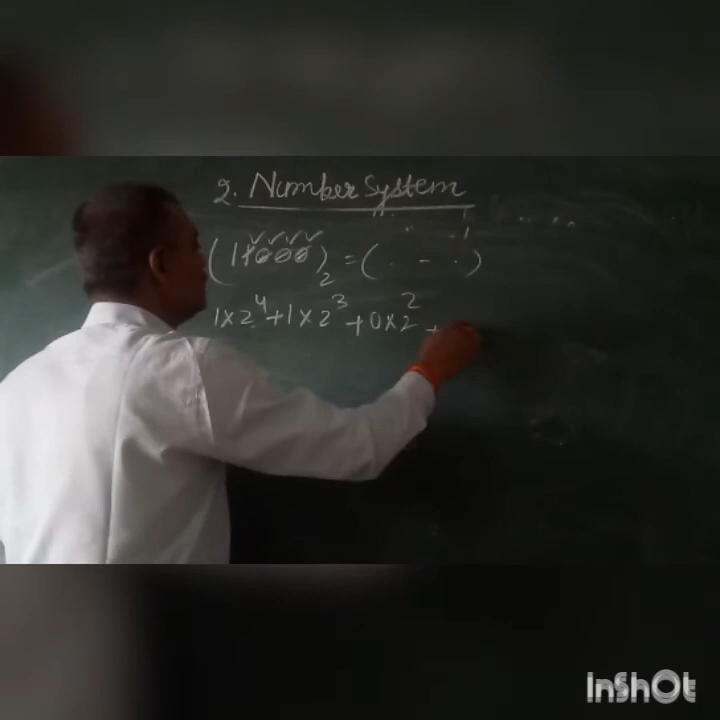 2. Number System
(11000)₂ = ( . - . )
1×2⁴+1×2³+0×2²+
InShOt